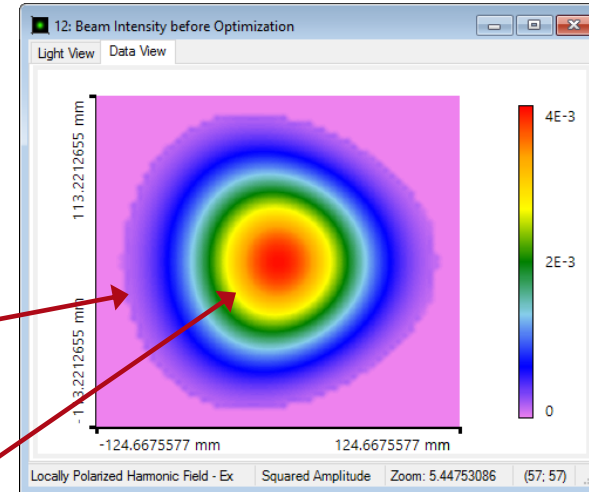 12: Beam Intensity before Optimization
Light View Data View
113.2212655 mm
-113.2212655 mm
-124.6675577 mm 124.6675577 mm
4E-3
2E-3
0
Locally Polarized Harmonic Field - Ex Squared Amplitude Zoom: 5.44753086 (57; 57)